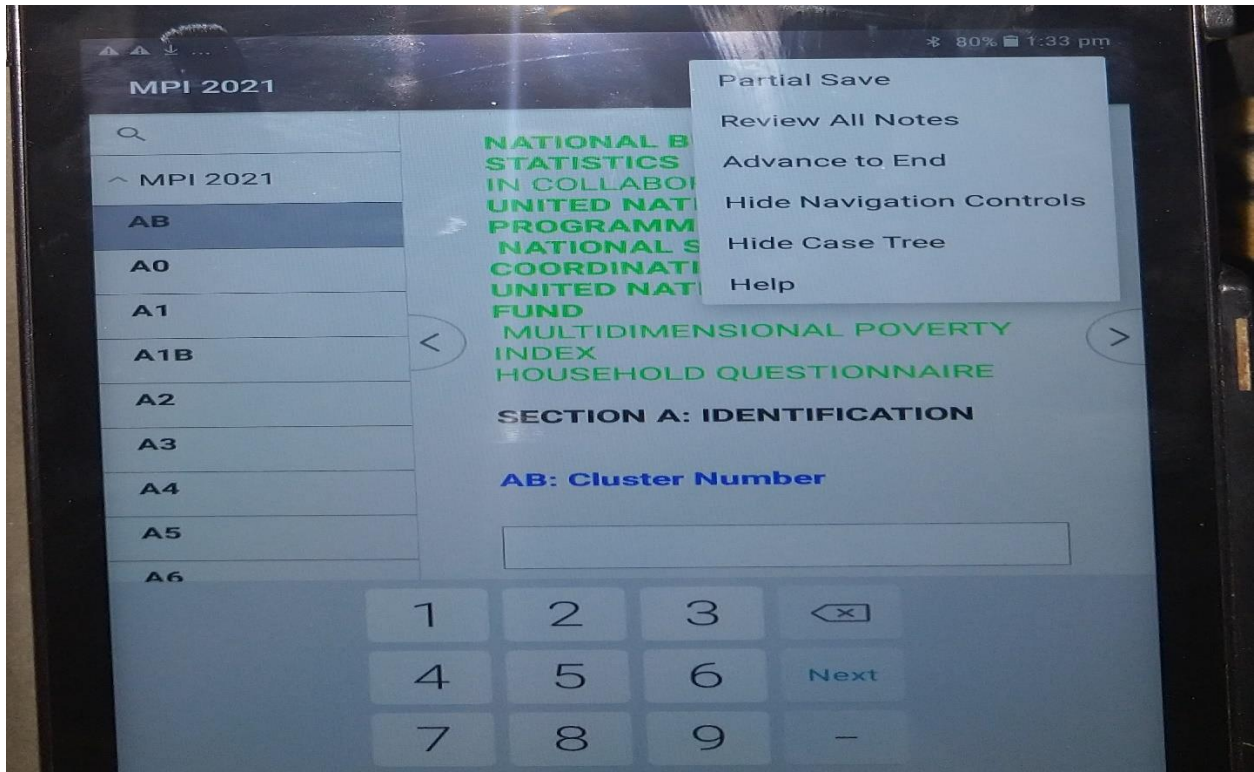 ...
80% 1:33 pm
MPI 2021
Partial Save
Review All Notes
Advance to End
Hide Navigation Controls
Hide Case Tree
Help
MPI 2021
AB
A0
A1
A1B
A2
A3
A4
A5
A6
NATIONAL B
STATISTICS
IN COLLABO
UNITED NATI
PROGRAMM
NATIONAL S
COORDINATI
UNITED NAT
FUND
MULTIDIMENSIONAL POVERTY
INDEX
HOUSEHOLD QUESTIONNAIRE
SECTION A: IDENTIFICATION
AB: Cluster Number
1 2 3
4 5 6 Next
7 8 9 –